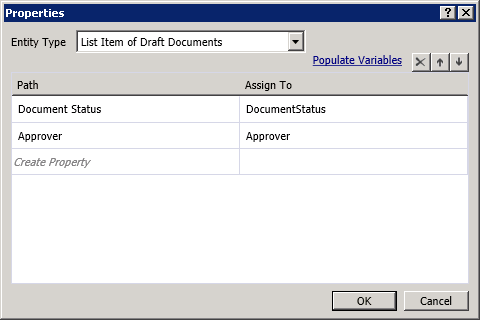 Properties
Entity Type
List Item of Draft Documents
Populate Variables
Path Assign To
Document Status DocumentStatus
Approver Approver
Create Property
OK Cancel